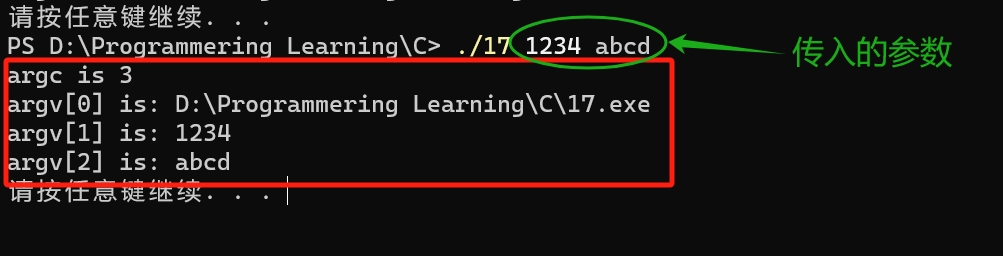 请按任意键继续. . .
PS D:\Programmering Learning\C> ./17 1234 abcd
传入的参数
argc is 3
argv[0] is: D:\Programmering Learning\C\17.exe
argv[1] is: 1234
argv[2] is: abcd
请按任意键继续. . .